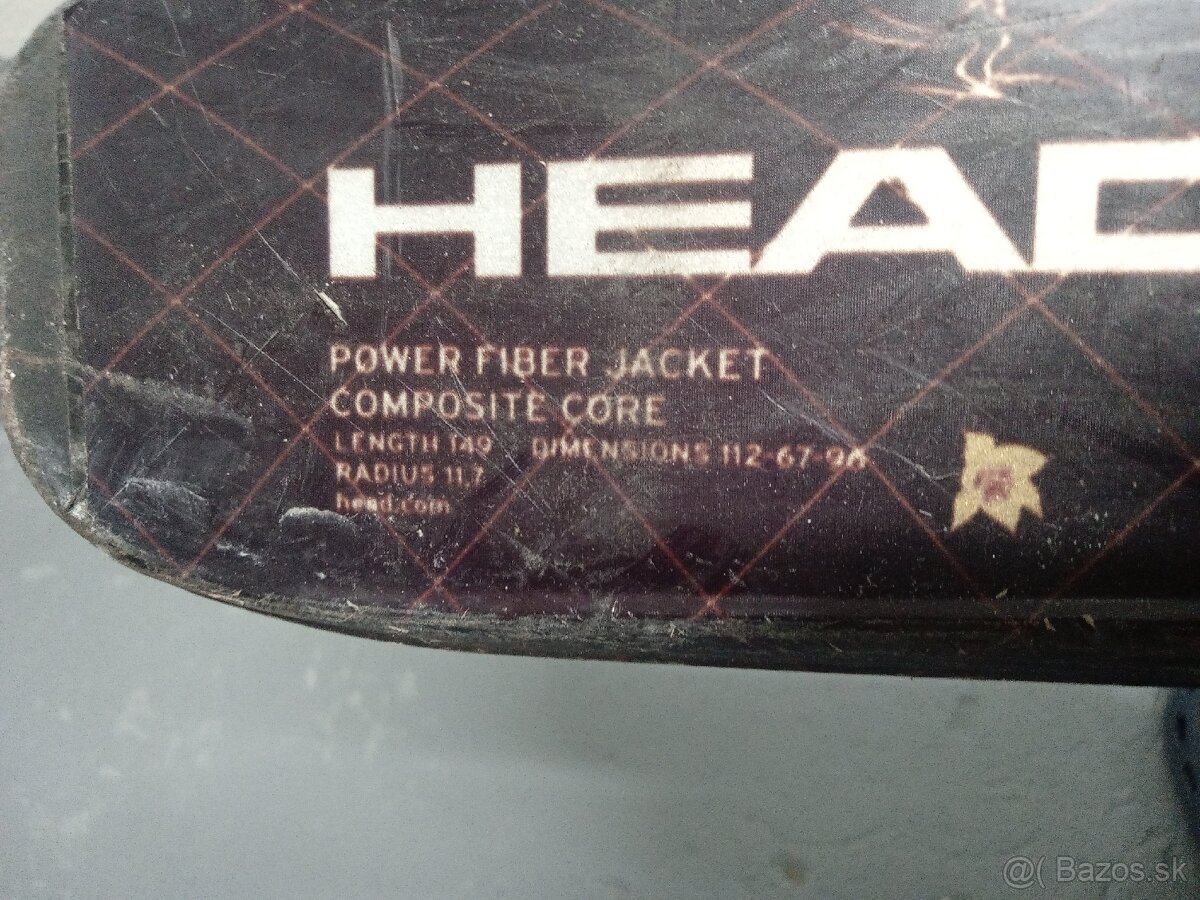 HEAD
POWER FIBER JACKET
COMPOSITE CORE
LENGTH 149 DIMENSIONS 112-67-96
RADIUS 11.7
head.com
@( Bazos.sk